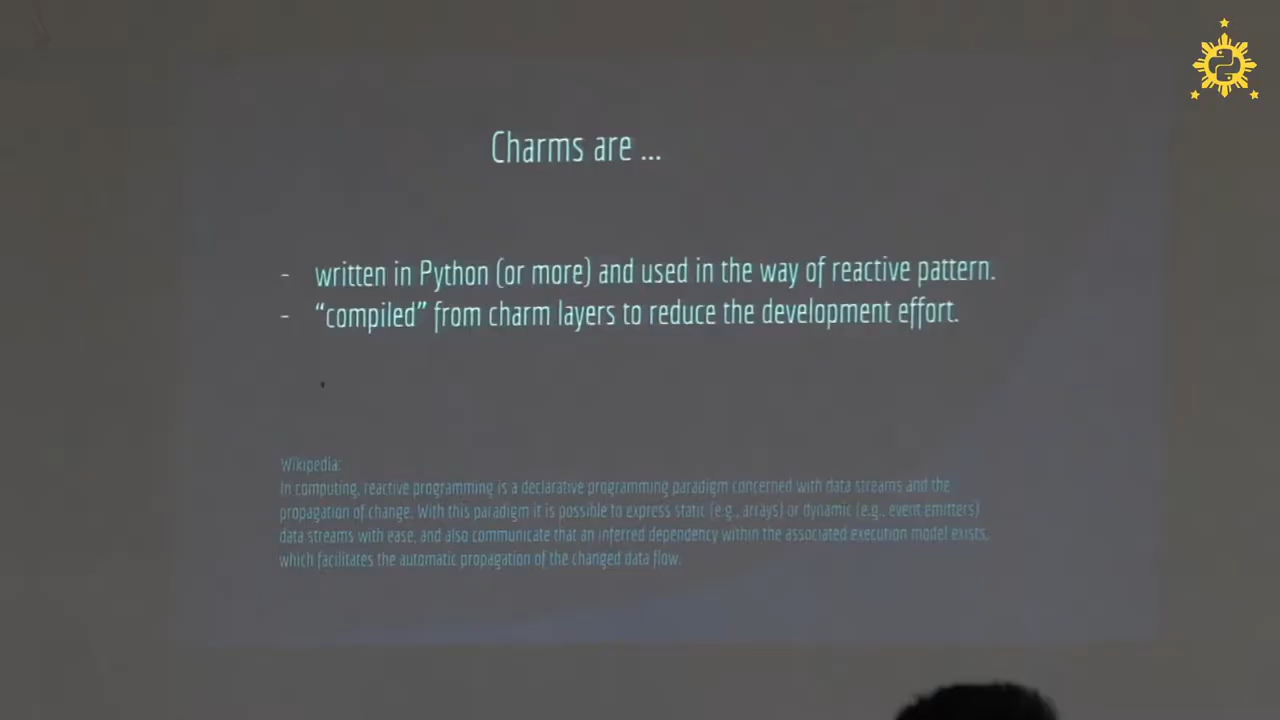 Charms are ...
- written in Python (or more) and used in the way of reactive pattern.
- “compiled” from charm layers to reduce the development effort.
Wikipedia:
In computing, reactive programming is a declarative programming paradigm concerned with data streams and the
propagation of change. With this paradigm it is possible to express static (e.g., arrays) or dynamic (e.g., event emitters)
data streams with ease, and also communicate that an inferred dependency within the associated execution model exists,
which facilitates the automatic propagation of the changed data flow.